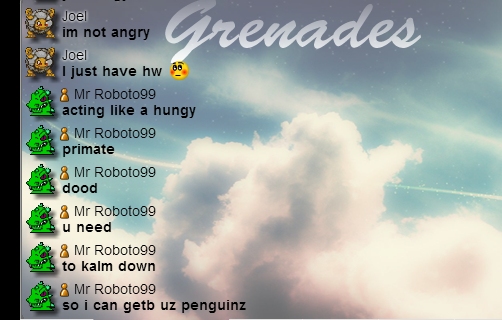 Grenades
Joel
im not angry
Joel
I just have hw
Mr Roboto99
acting like a hungy
Mr Roboto99
primate
Mr Roboto99
dood
Mr Roboto99
u need
Mr Roboto99
to kalm down
Mr Roboto99
so i can getb uz penguinz